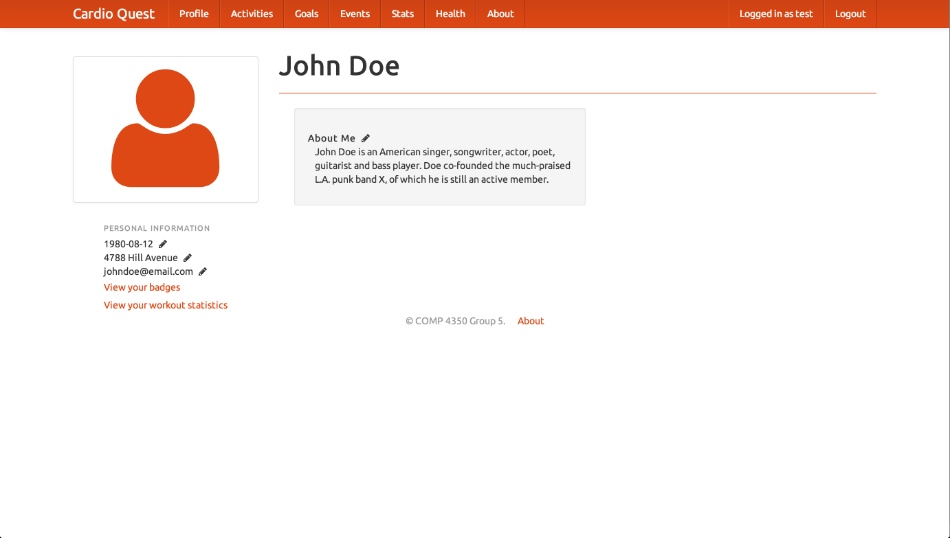 Cardio Quest Profile Activities Goals Events Stats Health About Logged in as test Logout
John Doe
About Me
John Doe is an American singer, songwriter, actor, poet,
guitarist and bass player. Doe co-founded the much-praised
L.A. punk band X, of which he is still an active member.
PERSONAL INFORMATION
1980-08-12
4788 Hill Avenue
johndoe@email.com
View your badges
View your workout statistics
© COMP 4350 Group 5. About